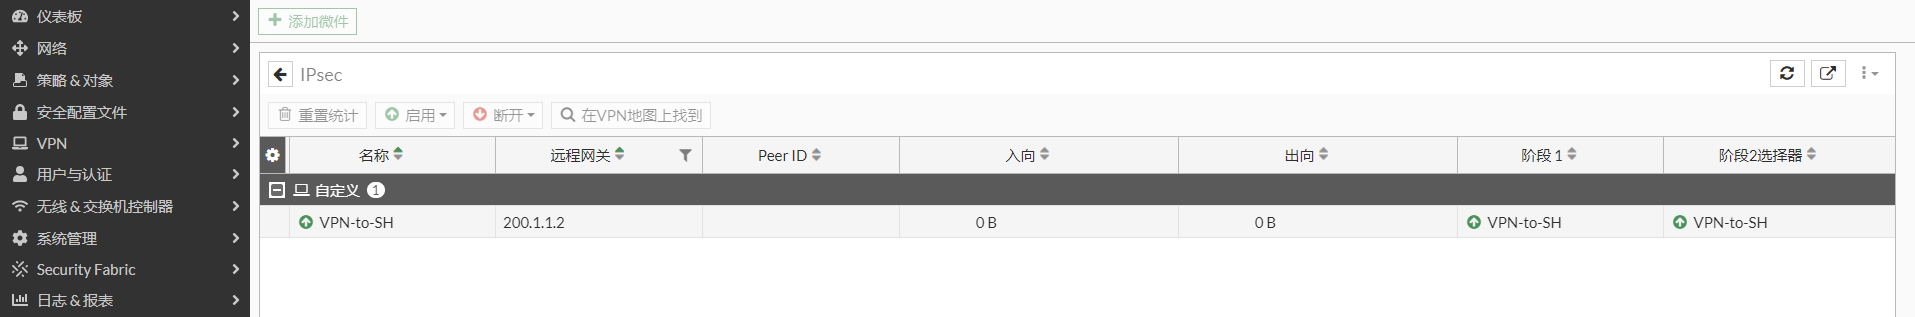 仪表板
网络
策略 & 对象
安全配置文件
VPN
用户与认证
无线 & 交换机控制器
系统管理
Security Fabric
日志 & 报表
添加微件
IPsec
重置统计 启用 断开 在VPN地图上找到
名称 远程网关 Peer ID 入向 出向 阶段 1 阶段2选择器
自定义 1
VPN-to-SH 200.1.1.2 0 B 0 B VPN-to-SH VPN-to-SH